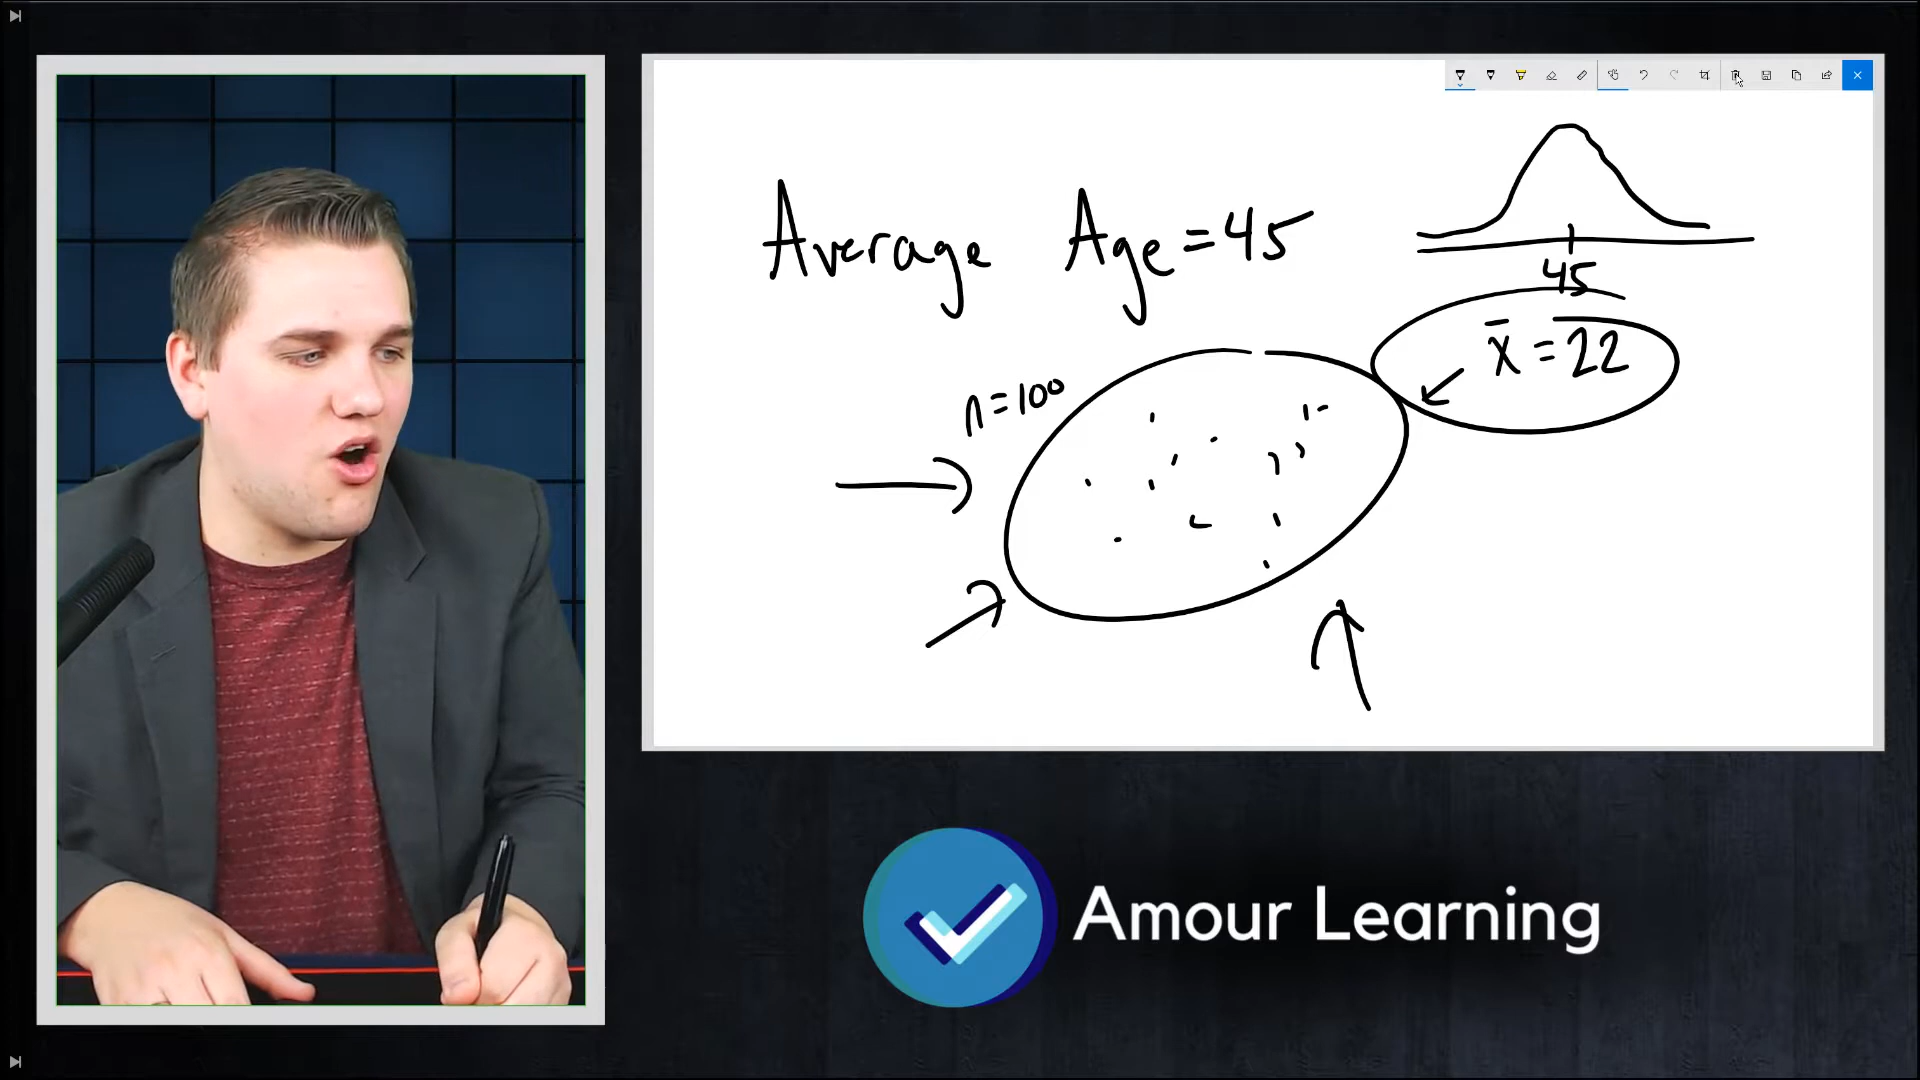 Average Age=45
45
x̄ = 22
n=100
Amour Learning